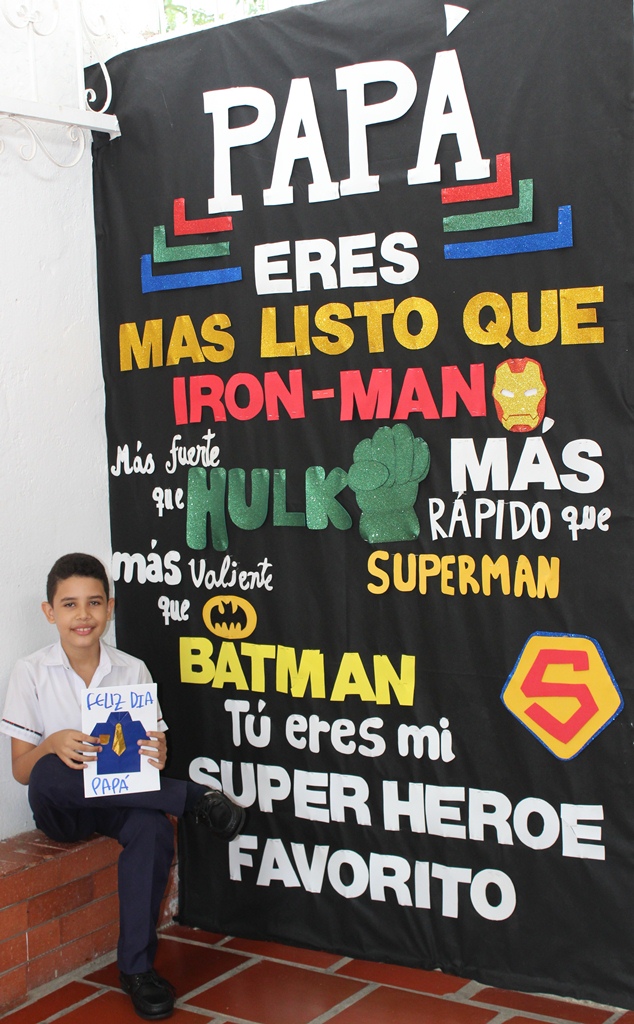 PAPÁ
ERES
MAS LISTO QUE
IRON-MAN
Más fuerte
que
HULK
MÁS
RÁPIDO que
SUPERMAN
más Valiente
que
BATMAN
S
Tú eres mi
SUPER HEROE
FAVORITO
FELIZ DIA
PAPÁ